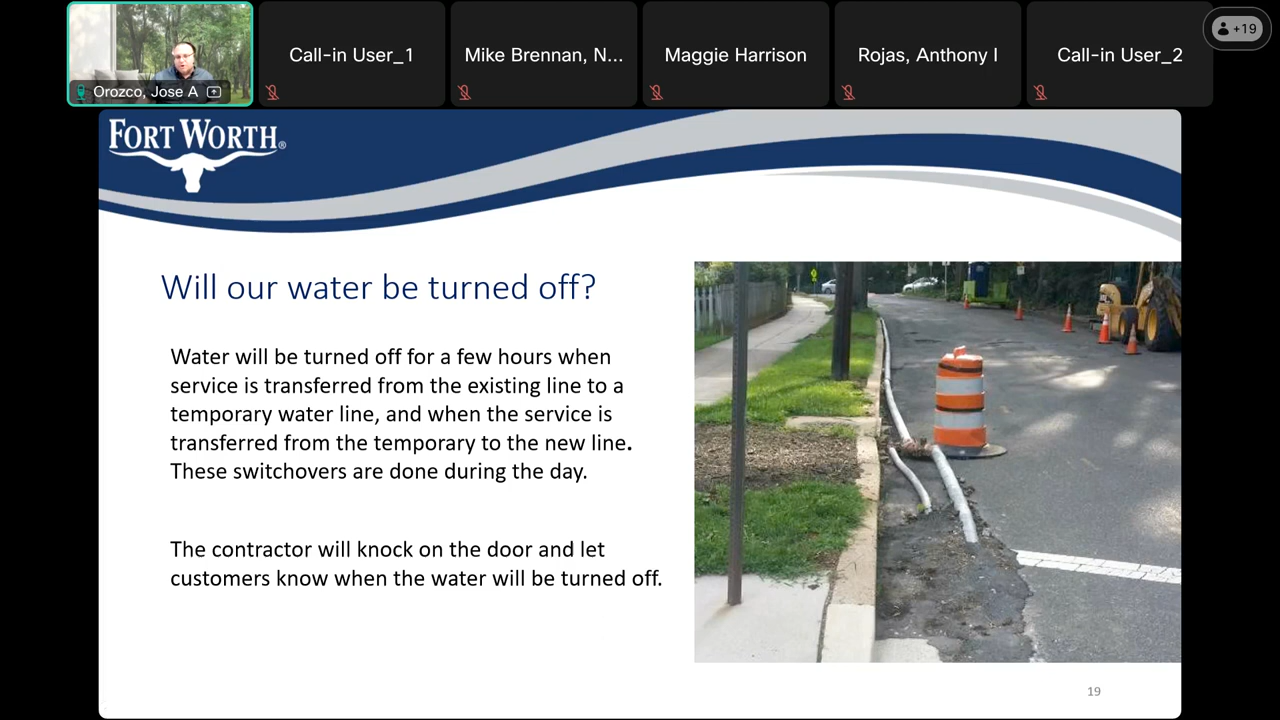 Orozco, Jose A
Call-in User_1
Mike Brennan, N...
Maggie Harrison
Rojas, Anthony I
Call-in User_2
+19
FORT WORTH®
Will our water be turned off?
Water will be turned off for a few hours when
service is transferred from the existing line to a
temporary water line, and when the service is
transferred from the temporary to the new line.
These switchovers are done during the day.
The contractor will knock on the door and let
customers know when the water will be turned off.
19